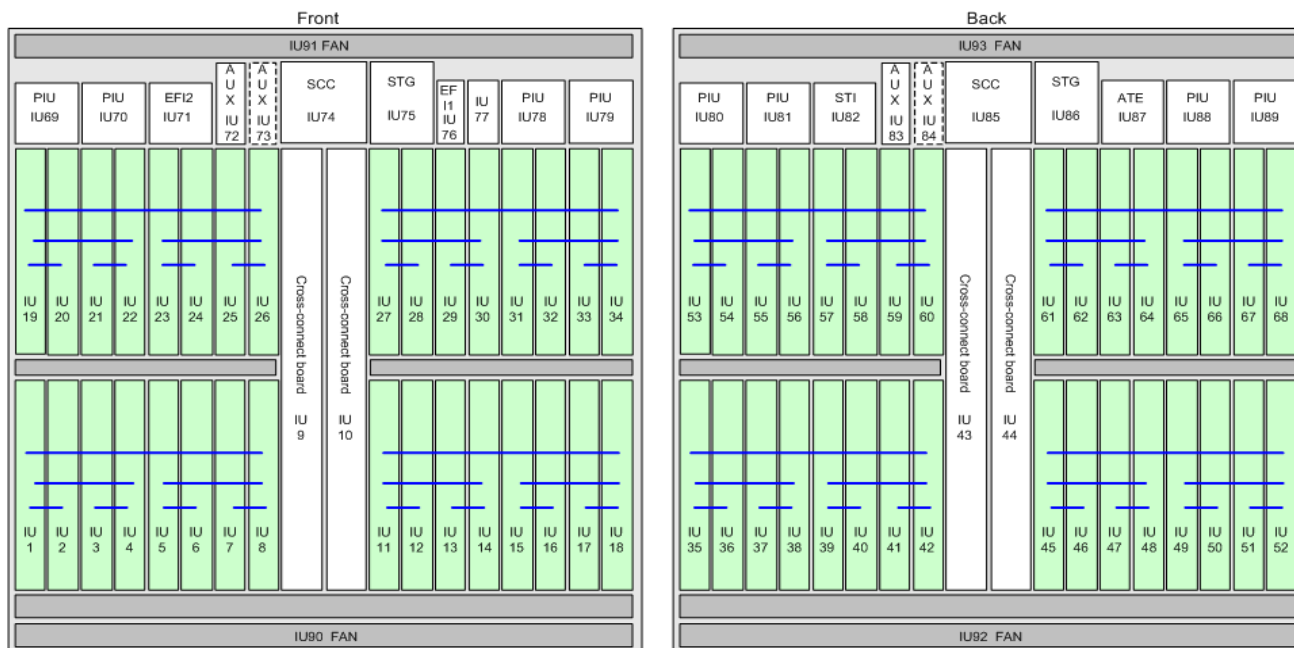 Front
IU91 FAN
PIU
IU69
PIU
IU70
EFI2
IU71
A
U
X
IU
72
A
U
X
IU
73
SCC
IU74
STG
IU75
EF
I1
IU
76
IU
77
PIU
IU78
PIU
IU79
IU
19
IU
20
IU
21
IU
22
IU
23
IU
24
IU
25
IU
26
Cross-connect board
IU
9
Cross-connect board
IU
10
IU
27
IU
28
IU
29
IU
30
IU
31
IU
32
IU
33
IU
34
IU
1
IU
2
IU
3
IU
4
IU
5
IU
6
IU
7
IU
8
IU
11
IU
12
IU
13
IU
14
IU
15
IU
16
IU
17
IU
18
IU90 FAN
Back
IU93 FAN
PIU
IU80
PIU
IU81
STI
IU82
A
U
X
IU
83
A
U
X
IU
84
SCC
IU85
STG
IU86
ATE
IU87
PIU
IU88
PIU
IU89
IU
53
IU
54
IU
55
IU
56
IU
57
IU
58
IU
59
IU
60
Cross-connect board
IU
43
Cross-connect board
IU
44
IU
61
IU
62
IU
63
IU
64
IU
65
IU
66
IU
67
IU
68
IU
35
IU
36
IU
37
IU
38
IU
39
IU
40
IU
41
IU
42
IU
45
IU
46
IU
47
IU
48
IU
49
IU
50
IU
51
IU
52
IU92 FAN